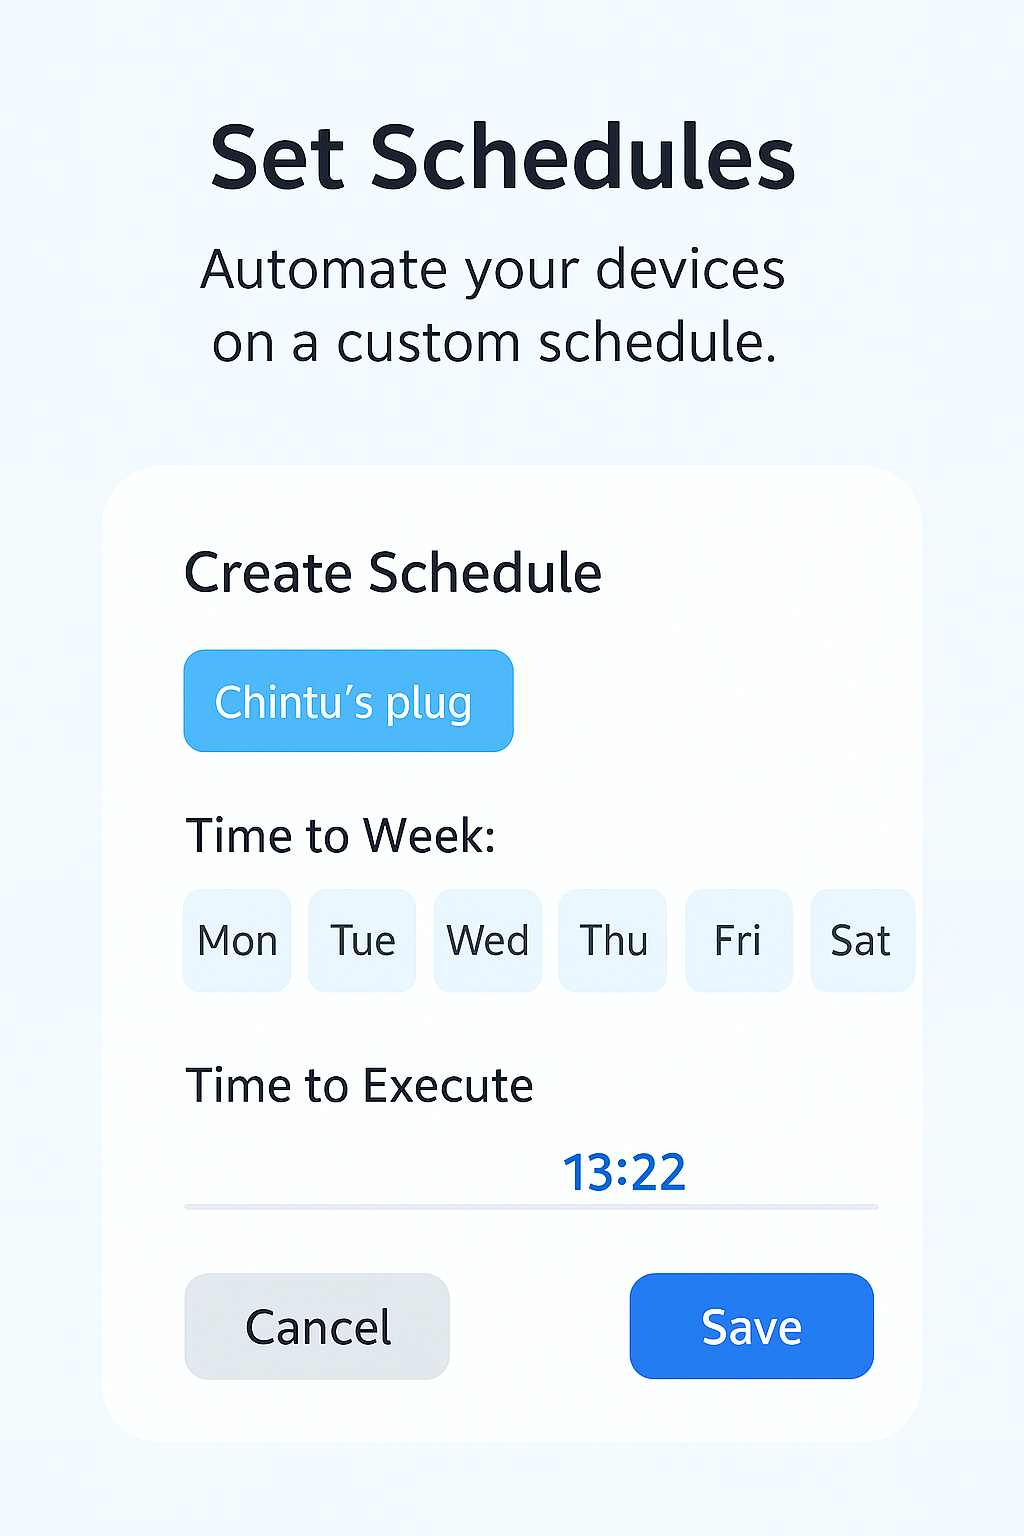 Set Schedules
Automate your devices
on a custom schedule.
Create Schedule
Chintu’s plug
Time to Week:
Mon Tue Wed Thu Fri Sat
Time to Execute
13:22
Cancel Save